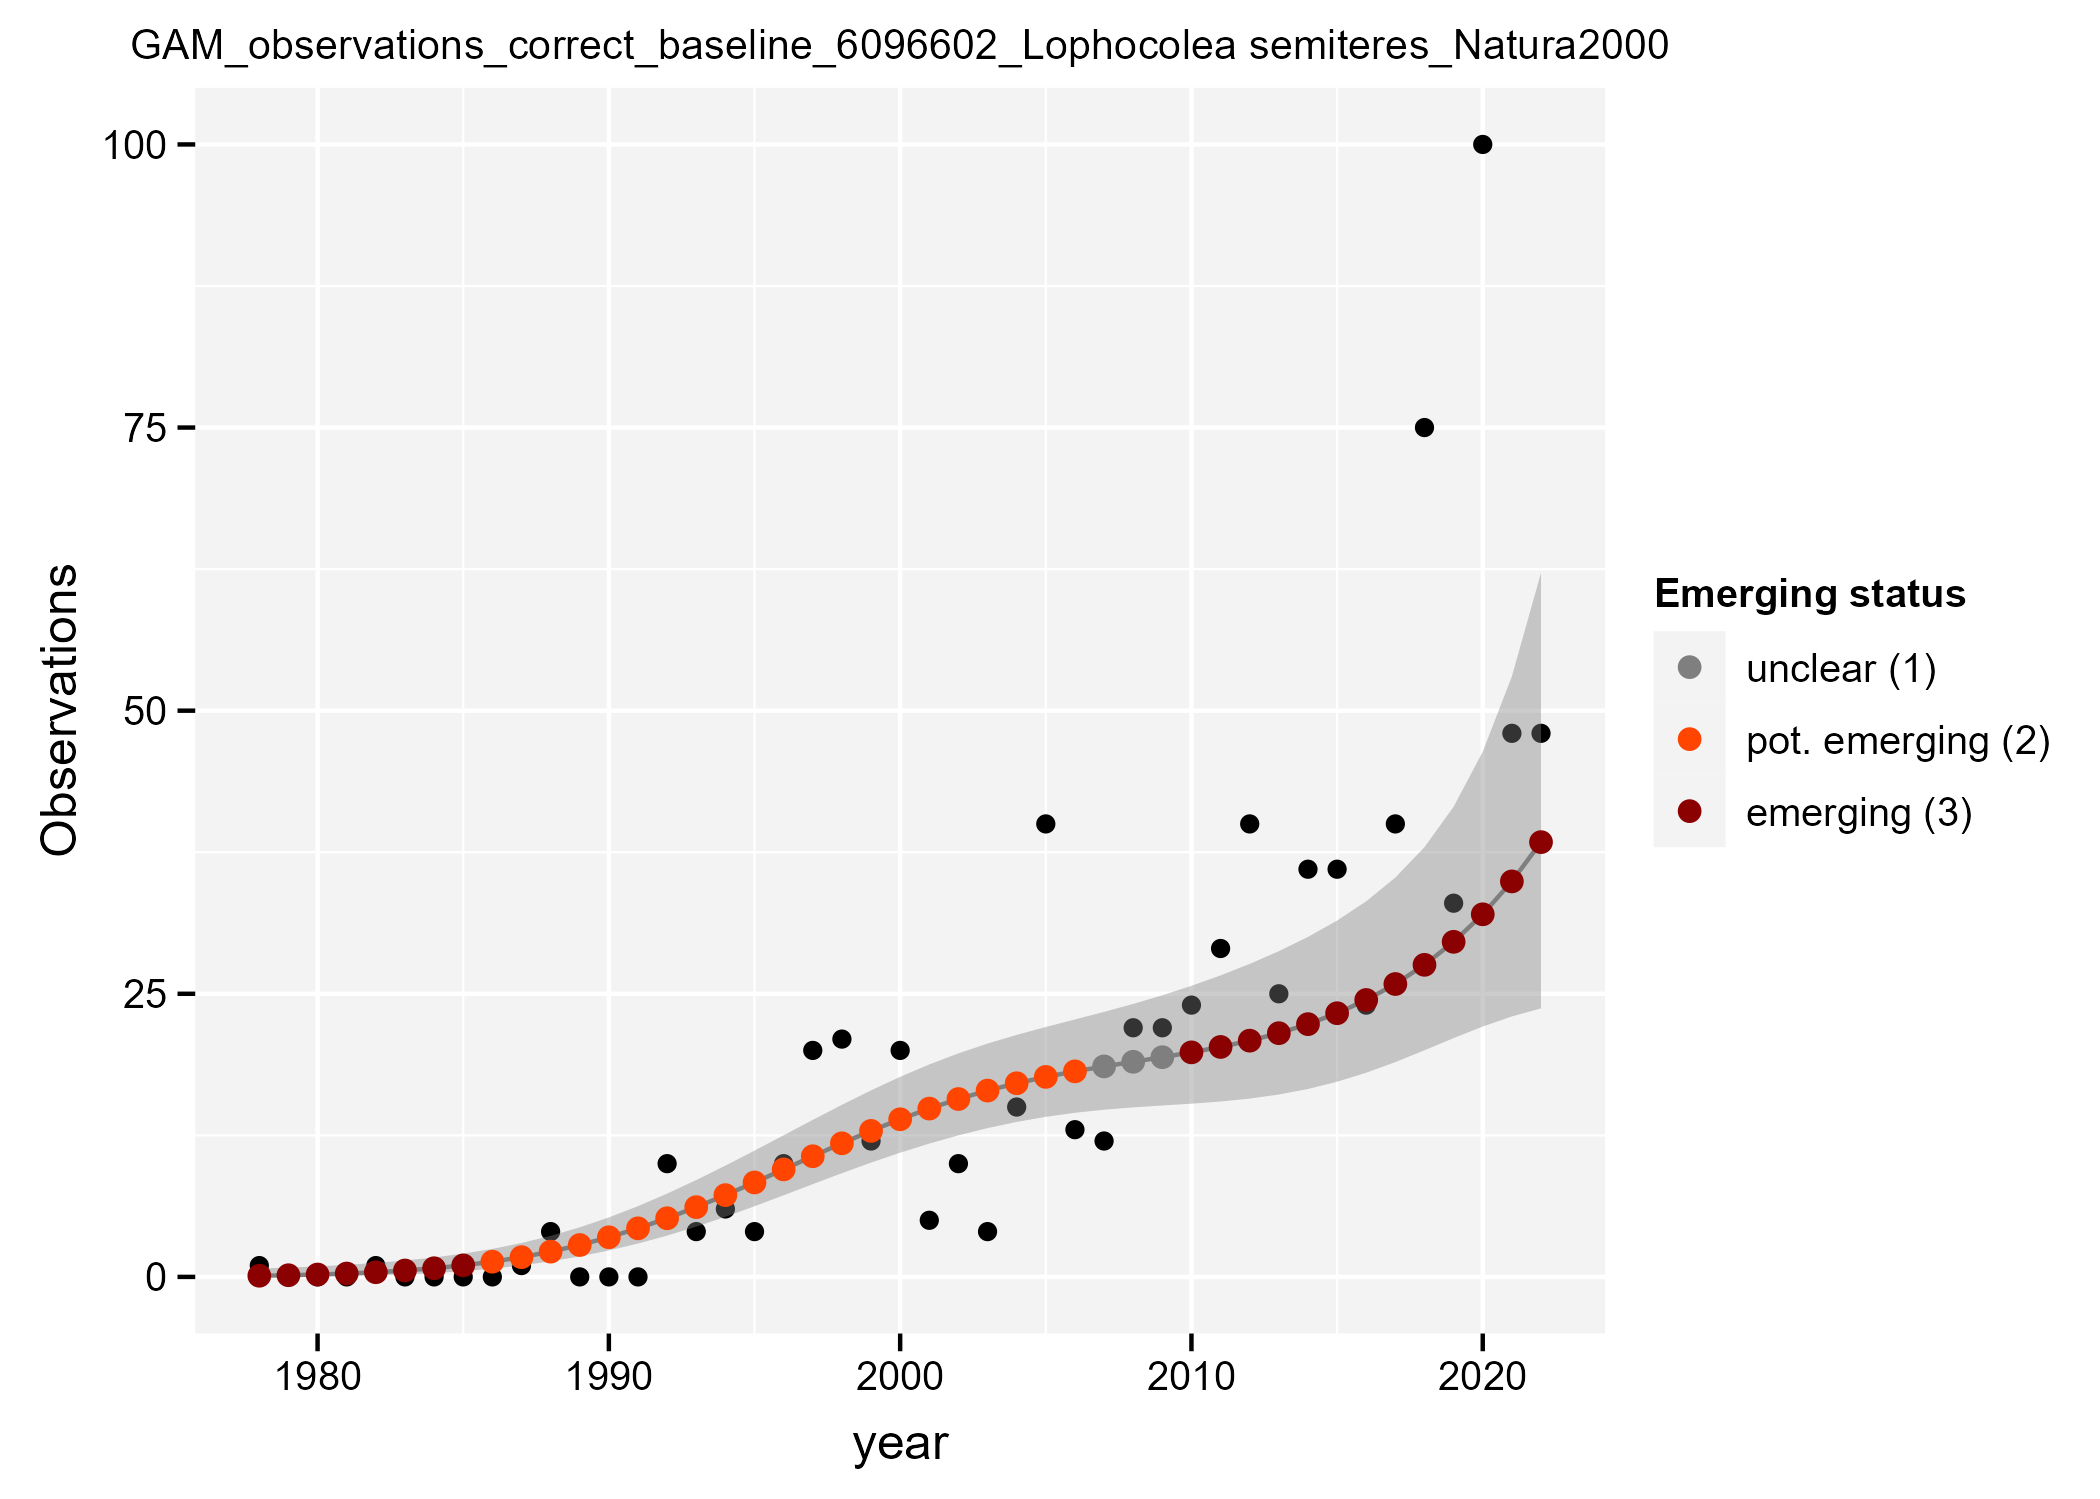 GAM_observations_correct_baseline_6096602_Lophocolea semiteres_Natura2000
100
75
50
25
0
Observations
1980 1990 2000 2010 2020
year
Emerging status
unclear (1)
pot. emerging (2)
emerging (3)